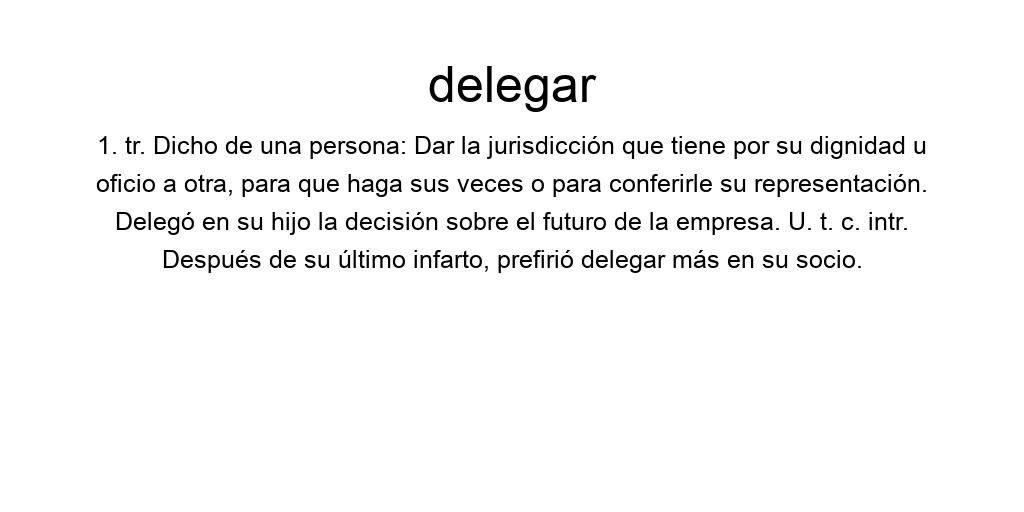 delegar
1. tr. Dicho de una persona: Dar la jurisdicción que tiene por su dignidad u
oficio a otra, para que haga sus veces o para conferirle su representación.
Delegó en su hijo la decisión sobre el futuro de la empresa. U. t. c. intr.
Después de su último infarto, prefirió delegar más en su socio.